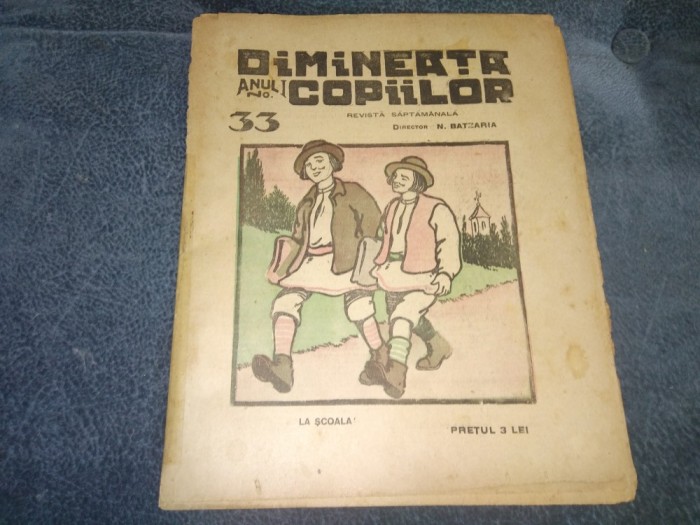 DiMiNEAȚA
ANUL I
No.
COPiiLOR
33
REVISTĂ SĂPTĂMÂNALĂ
DIRECTOR N. BATZARIA
LA ȘCOALĂ
PREȚUL 3 LEI